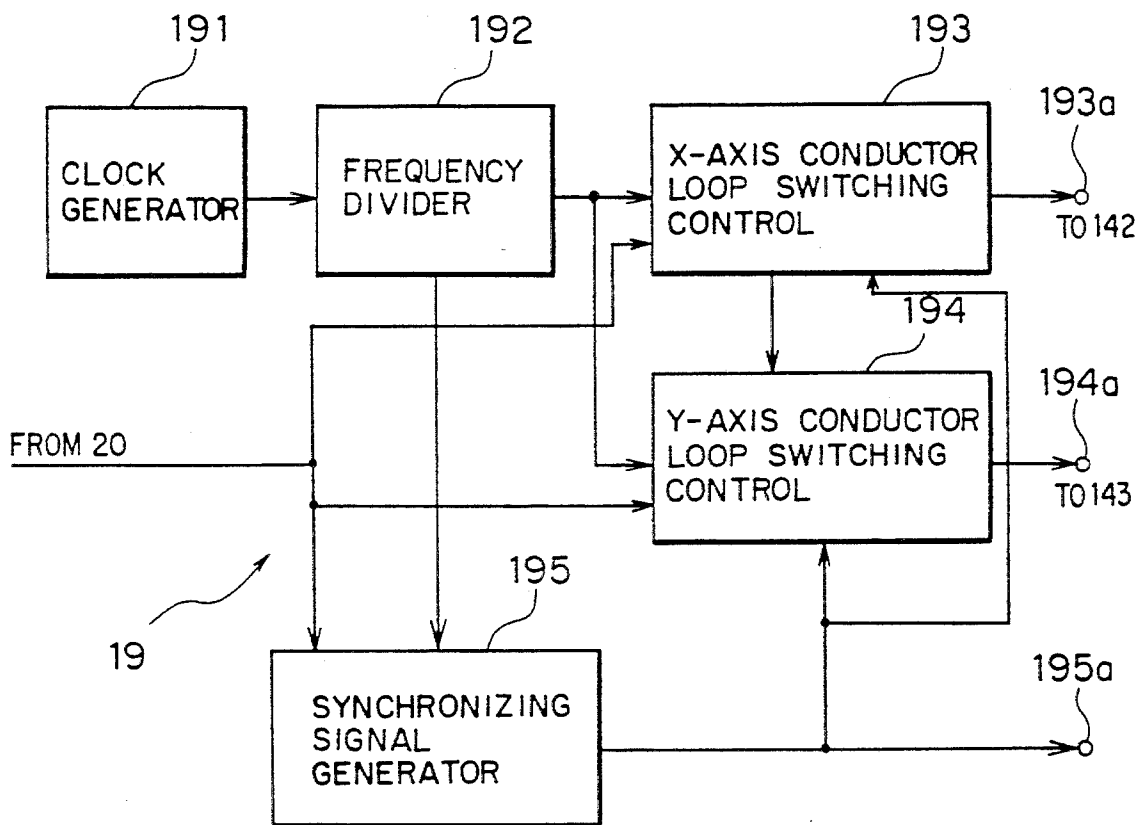 191
192
193
193a
CLOCK
GENERATOR
FREQUENCY
DIVIDER
X-AXIS CONDUCTOR
LOOP SWITCHING
CONTROL
TO 142
194
194a
FROM 20
Y-AXIS CONDUCTOR
LOOP SWITCHING
CONTROL
TO 143
19
195
195a
SYNCHRONIZING
SIGNAL
GENERATOR